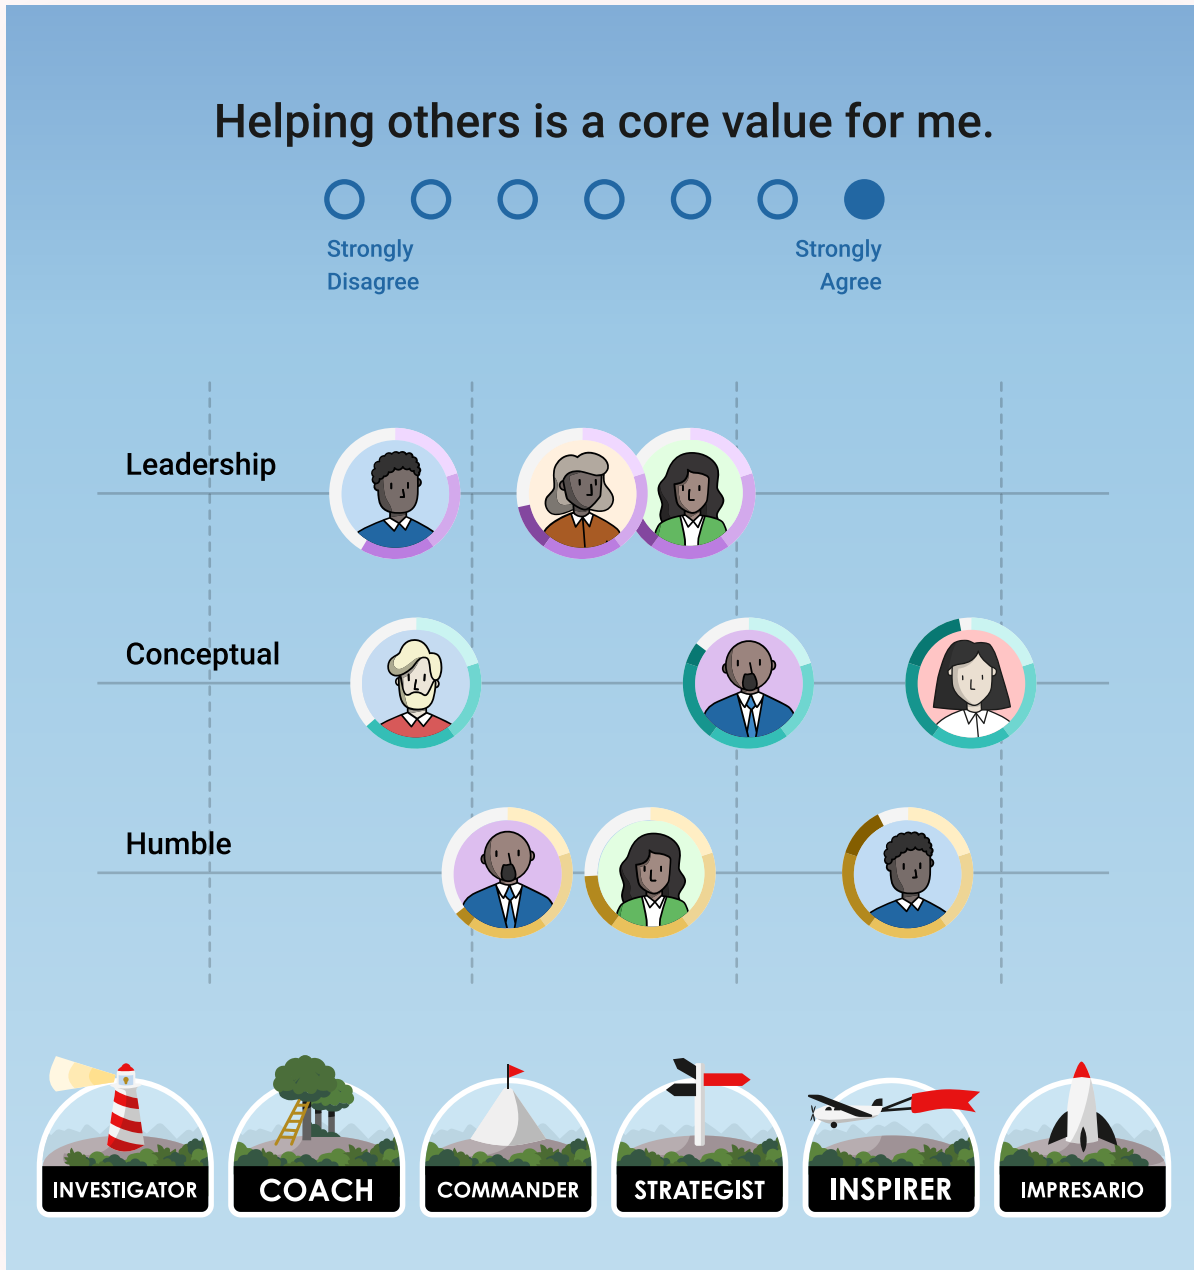 Helping others is a core value for me.
Strongly
Disagree
Strongly
Agree
Leadership
Conceptual
Humble
INVESTIGATOR
COACH
COMMANDER
STRATEGIST
INSPIRER
IMPRESARIO